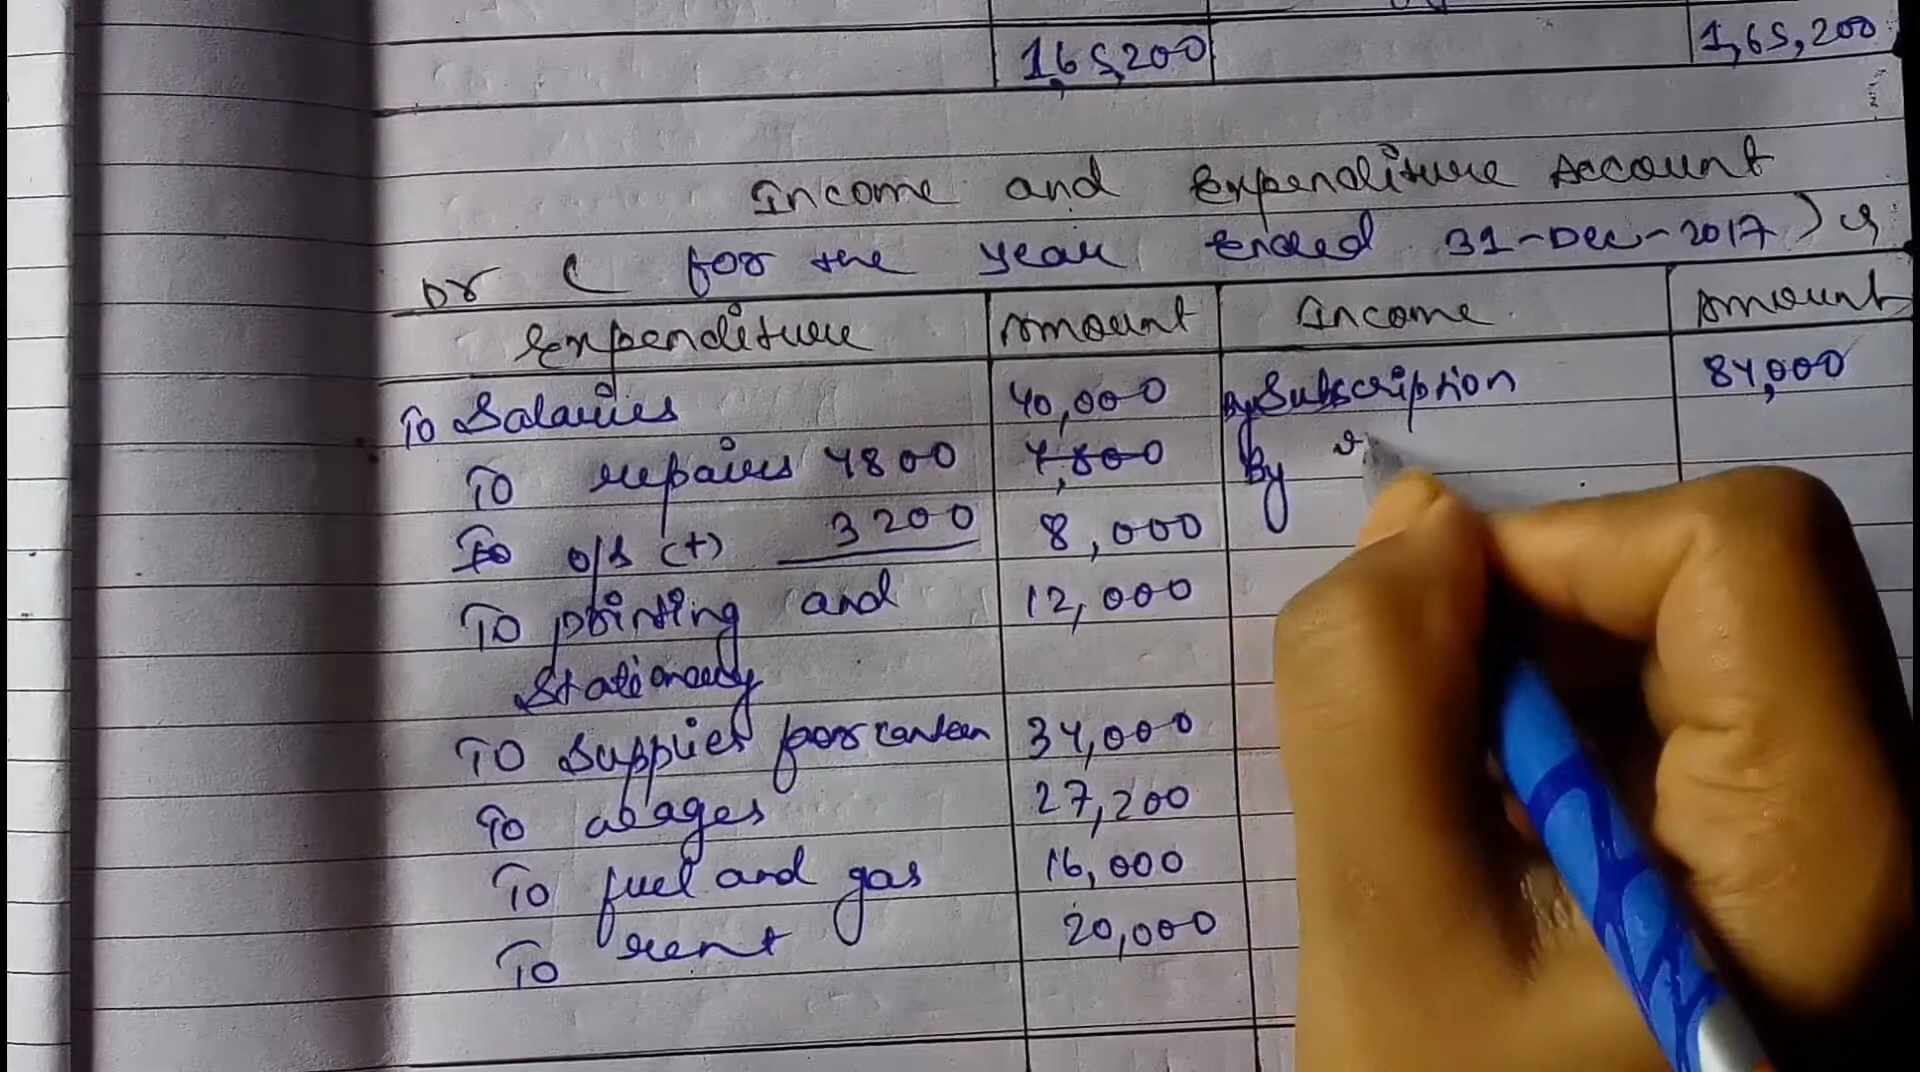 1,65,200 1,65,200
Income and Expenditure Account
Dr ( for the year ended 31-Dec-2017) Cr
Expenditure Amount Income Amount
To Salaries 40,000 By Subscription 84,000
To repairs 4800 4,800 By
To o/s (+) 3200 8,000
To printing and 12,000
Stationery
To Supplies for canteen 34,000
To wages 27,200
To fuel and gas 16,000
To rent 20,000